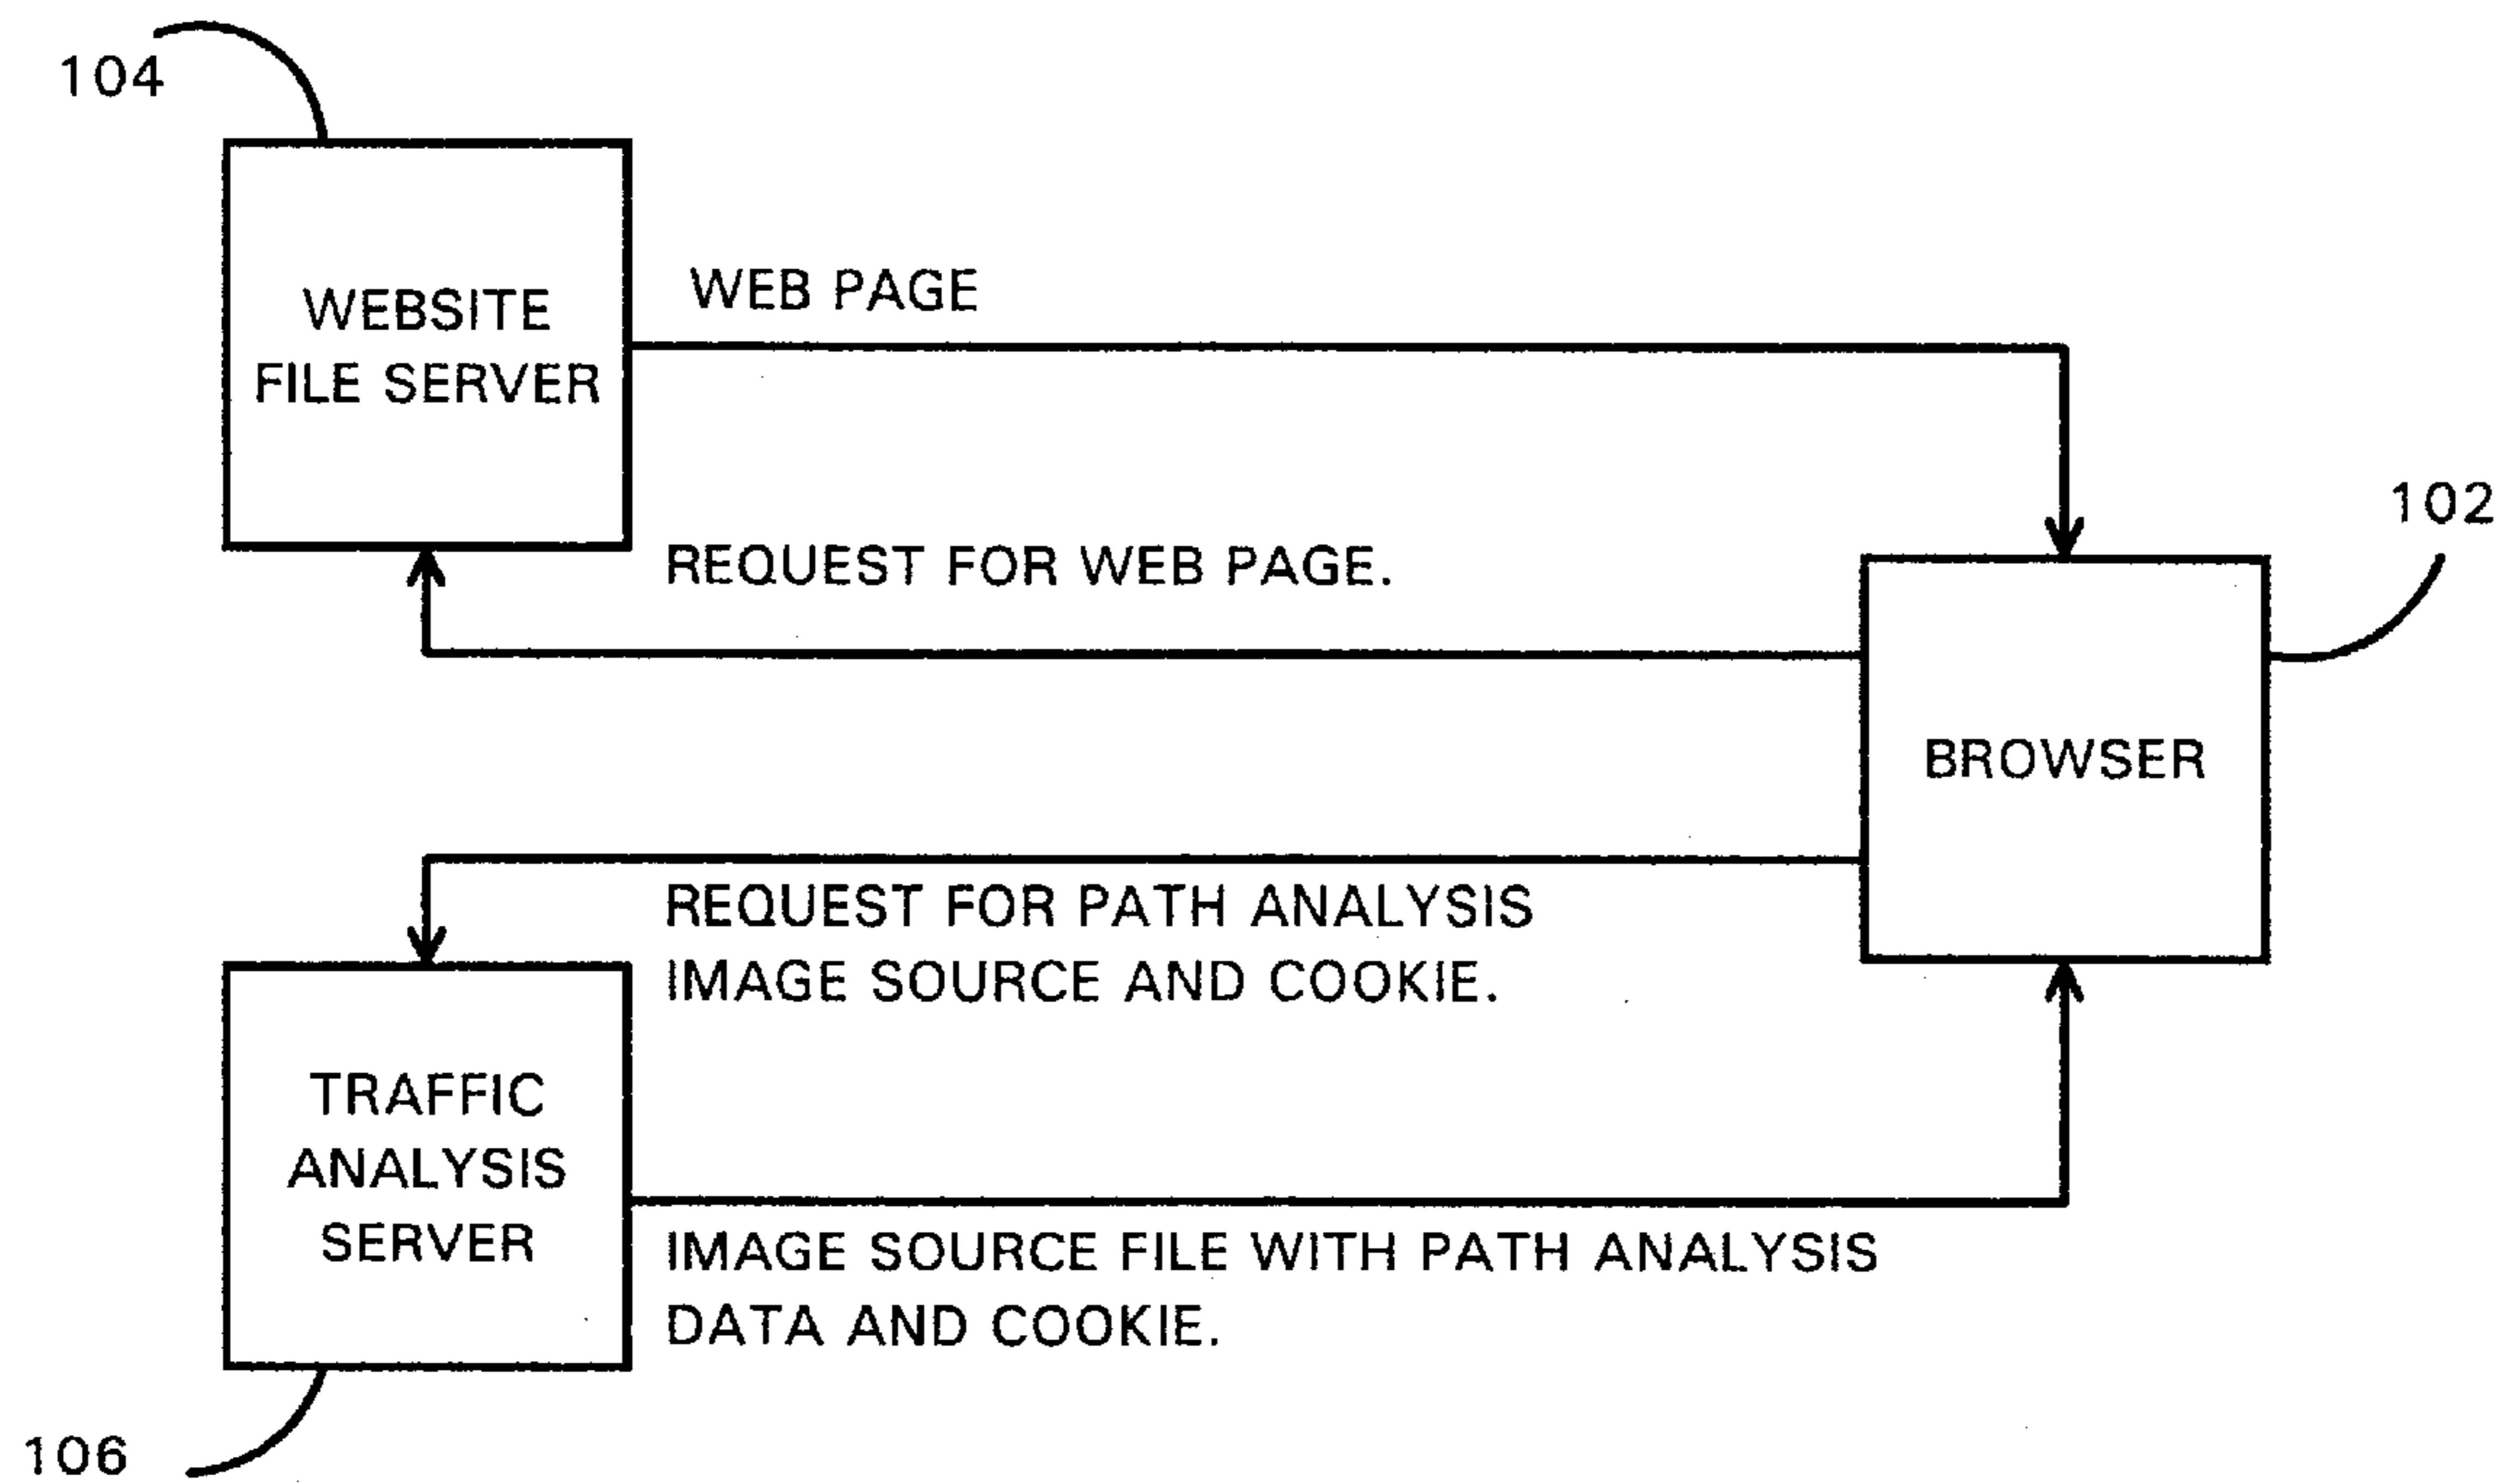 104
WEBSITE
FILE SERVER
WEB PAGE
102
REQUEST FOR WEB PAGE.
BROWSER
REQUEST FOR PATH ANALYSIS
IMAGE SOURCE AND COOKIE.
TRAFFIC
ANALYSIS
SERVER
IMAGE SOURCE FILE WITH PATH ANALYSIS
DATA AND COOKIE.
106